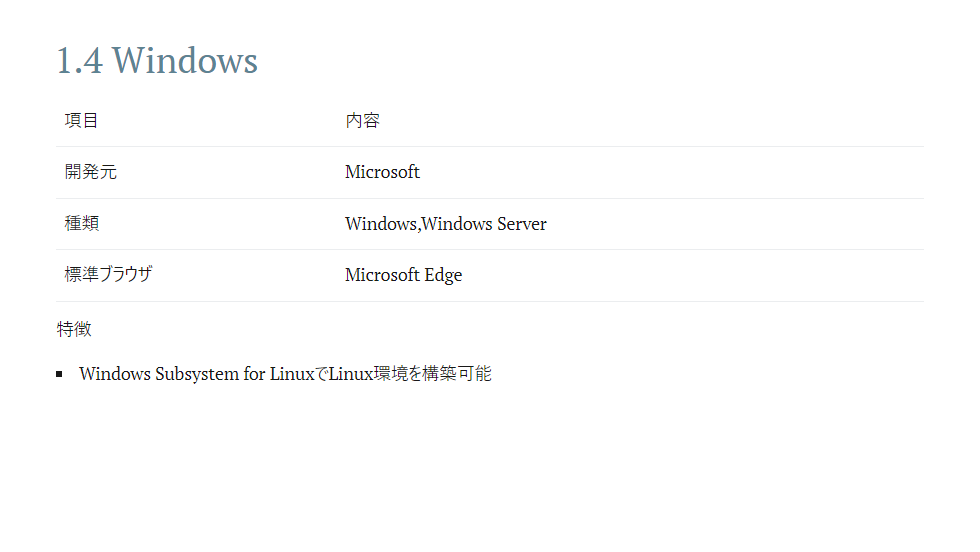 1.4 Windows
項目 内容
開発元 Microsoft
種類 Windows,Windows Server
標準ブラウザ Microsoft Edge
特徴
▪ Windows Subsystem for LinuxでLinux環境を構築可能